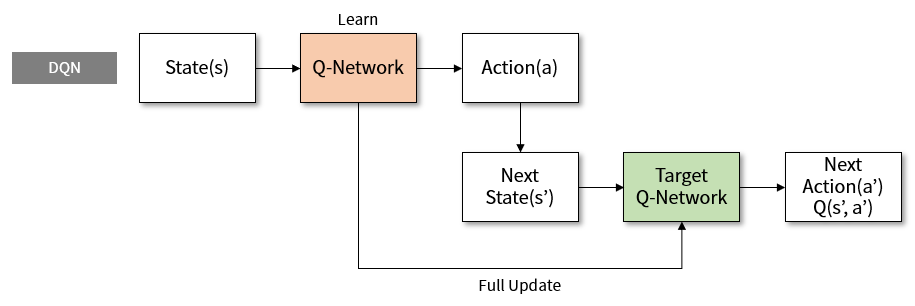 Learn
DQN
State(s)
Q-Network
Action(a)
Next
State(s’)
Target
Q-Network
Next
Action(a’)
Q(s’, a’)
Full Update